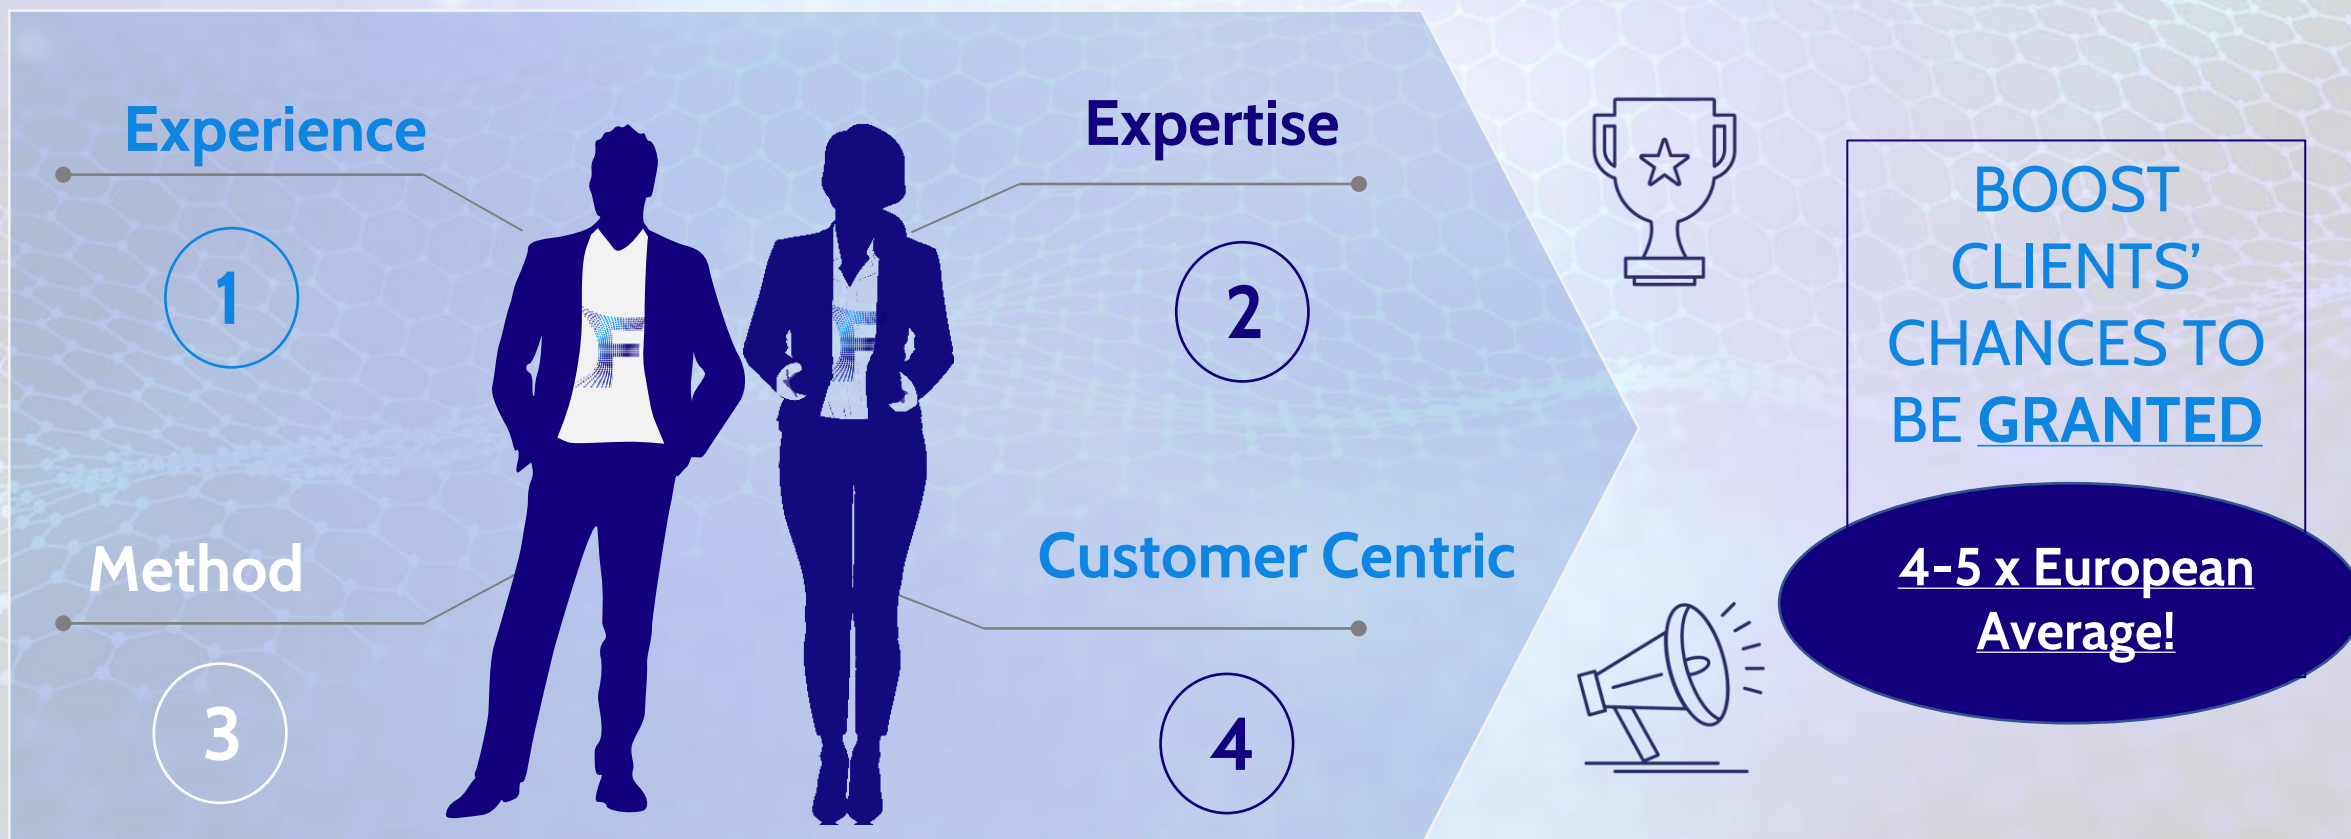 Experience
1
Expertise
2
Method
3
Customer Centric
4
BOOST
CLIENTS’
CHANCES TO
BE GRANTED
4-5 x European
Average!
F
F